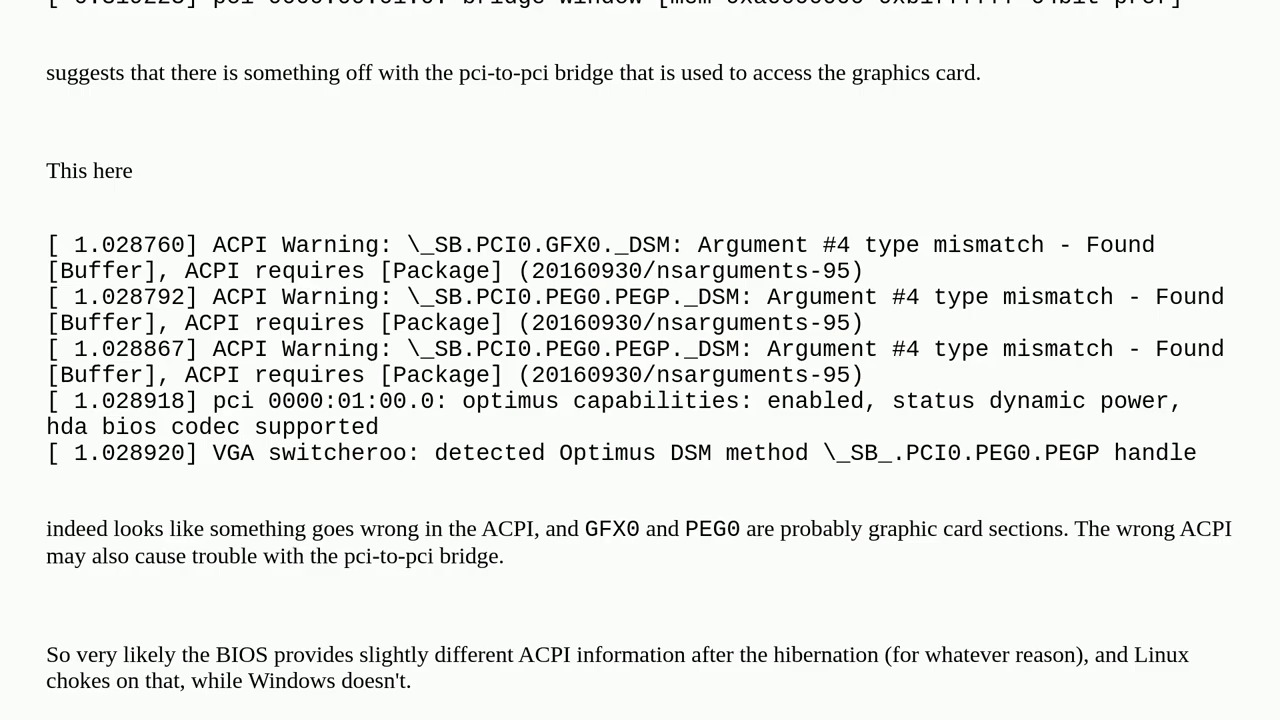 suggests that there is something off with the pci-to-pci bridge that is used to access the graphics card.
This here
[ 1.028760] ACPI Warning: \_SB.PCI0.GFX0._DSM: Argument #4 type mismatch - Found
[Buffer], ACPI requires [Package] (20160930/nsarguments-95)
[ 1.028792] ACPI Warning: \_SB.PCI0.PEG0.PEGP._DSM: Argument #4 type mismatch - Found
[Buffer], ACPI requires [Package] (20160930/nsarguments-95)
[ 1.028867] ACPI Warning: \_SB.PCI0.PEG0.PEGP._DSM: Argument #4 type mismatch - Found
[Buffer], ACPI requires [Package] (20160930/nsarguments-95)
[ 1.028918] pci 0000:01:00.0: optimus capabilities: enabled, status dynamic power,
hda bios codec supported
[ 1.028920] VGA switcheroo: detected Optimus DSM method \_SB_.PCI0.PEG0.PEGP handle
indeed looks like something goes wrong in the ACPI, and GFX0 and PEG0 are probably graphic card sections. The wrong ACPI
may also cause trouble with the pci-to-pci bridge.
So very likely the BIOS provides slightly different ACPI information after the hibernation (for whatever reason), and Linux
chokes on that, while Windows doesn't.